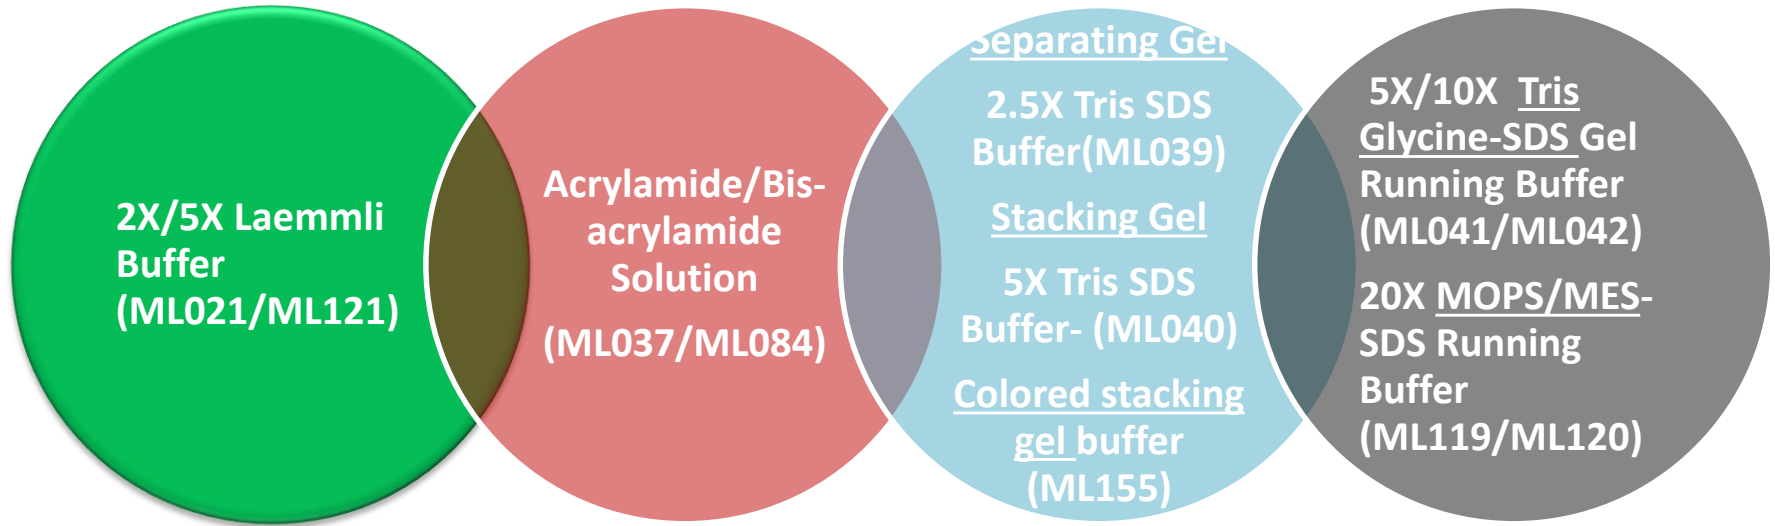 2X/5X Laemmli
Buffer
(ML021/ML121)
Acrylamide/Bis-
acrylamide
Solution
(ML037/ML084)
Separating Gel
2.5X Tris SDS
Buffer(ML039)
Stacking Gel
5X Tris SDS
Buffer- (ML040)
Colored stacking
gel buffer
(ML155)
5X/10X Tris
Glycine-SDS Gel
Running Buffer
(ML041/ML042)
20X MOPS/MES-
SDS Running
Buffer
(ML119/ML120)